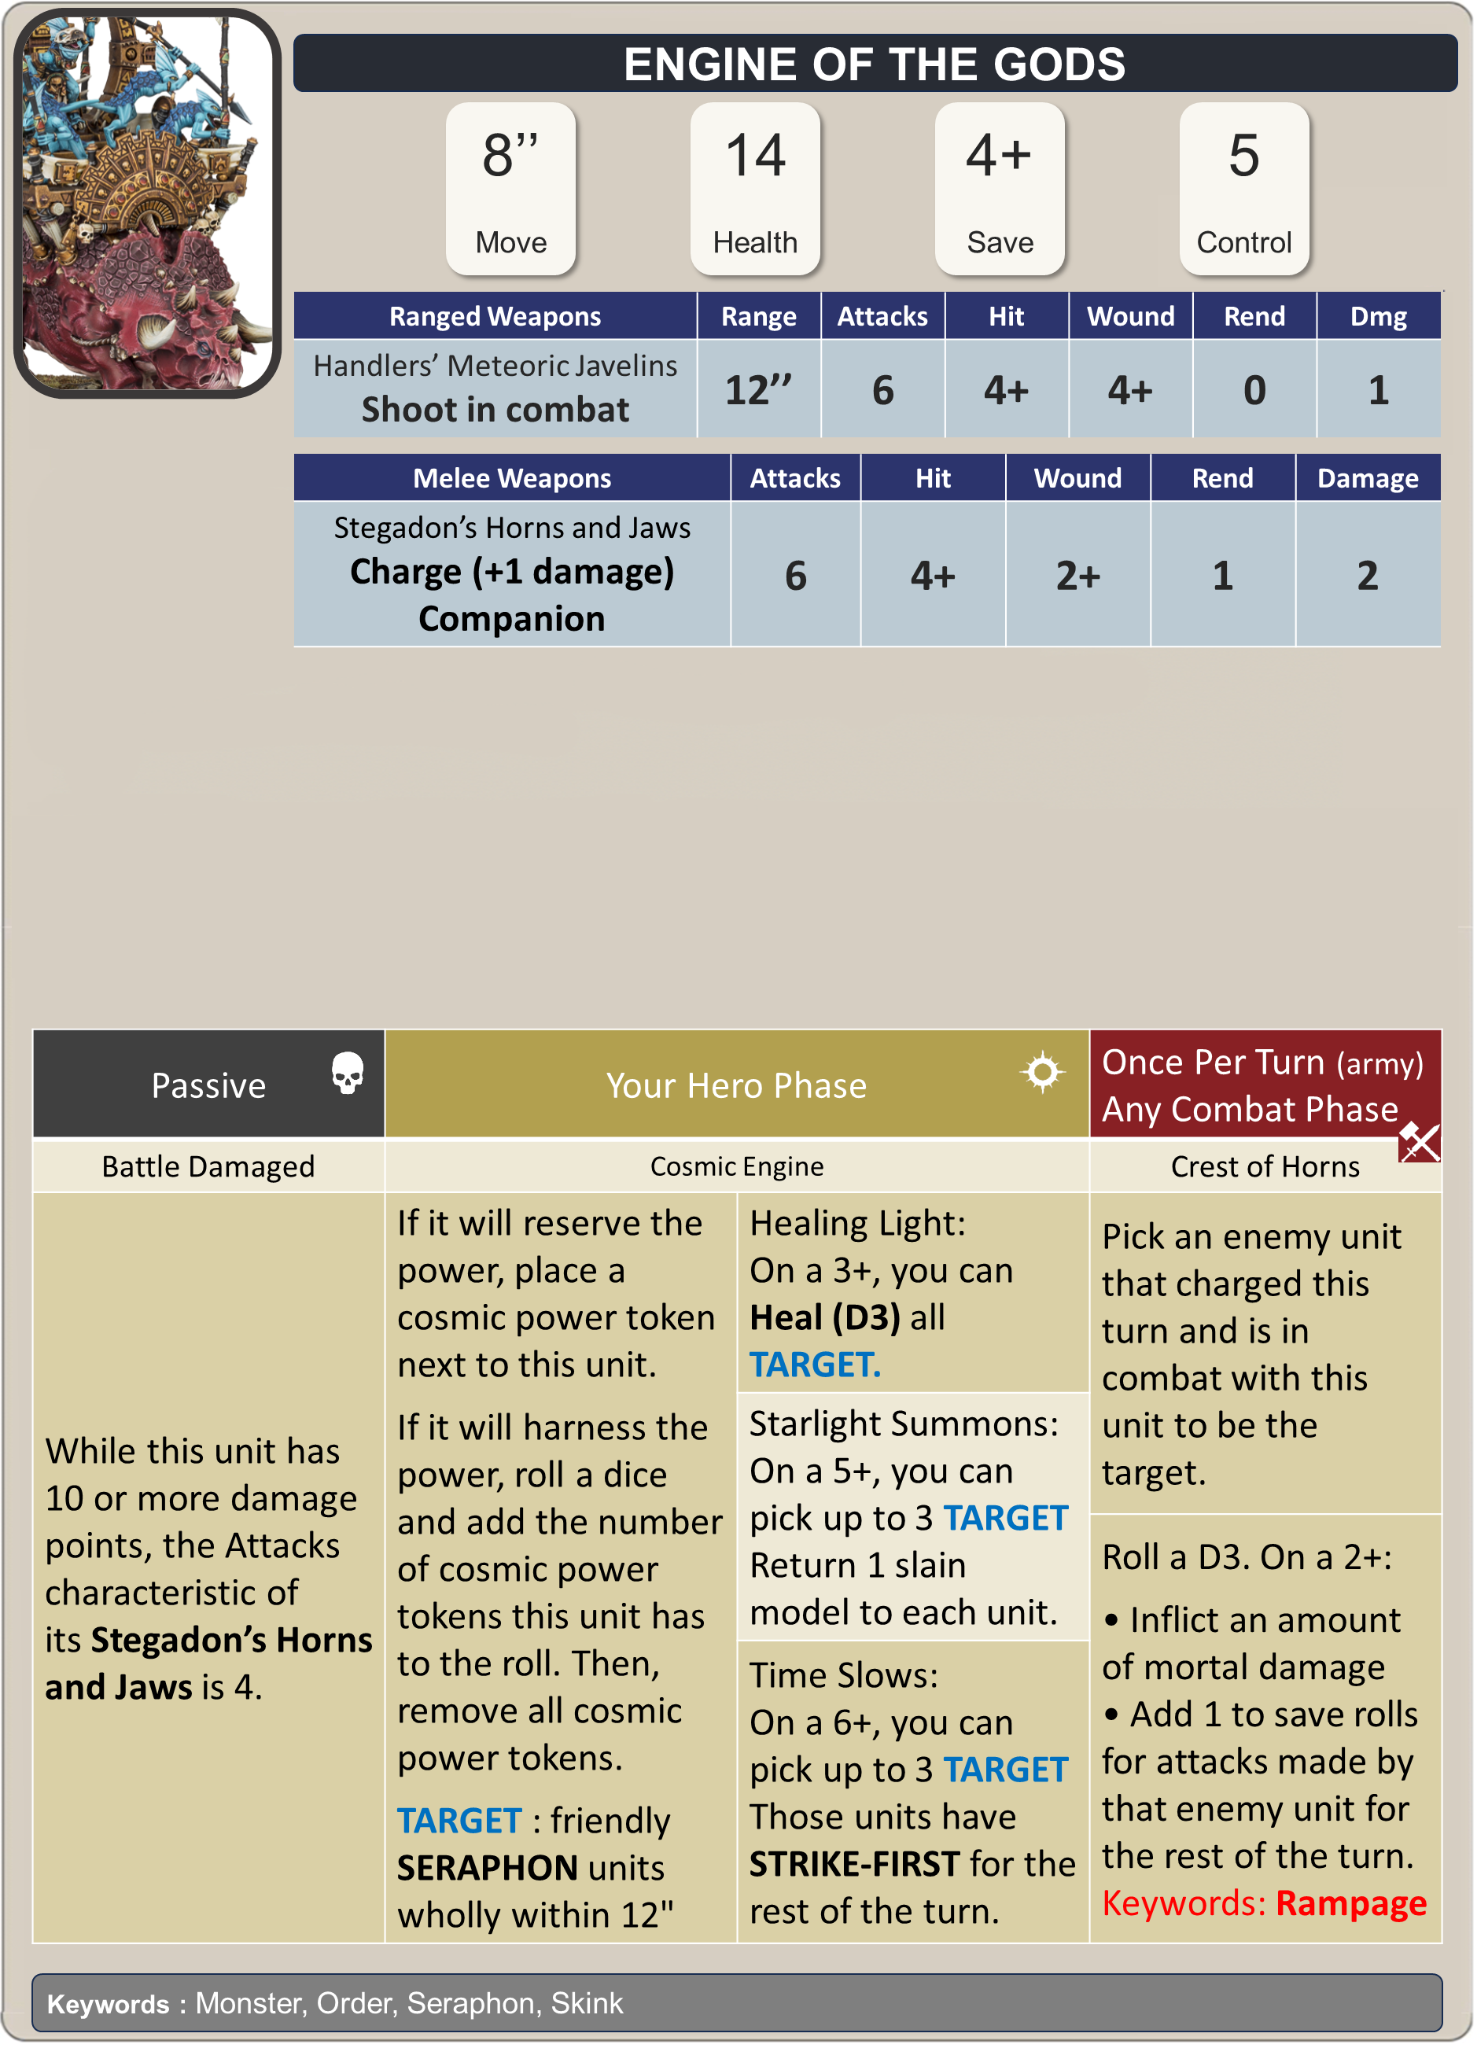 ENGINE OF THE GODS
8’’
Move
14
Health
4+
Save
5
Control
Ranged Weapons Range Attacks Hit Wound Rend Dmg
Handlers’ Meteoric Javelins
Shoot in combat
12’’ 6 4+ 4+ 0 1
Melee Weapons Attacks Hit Wound Rend Damage
Stegadon’s Horns and Jaws
Charge (+1 damage)
Companion
6 4+ 2+ 1 2
Passive
Battle Damaged
While this unit has
10 or more damage
points, the Attacks
characteristic of
its Stegadon’s Horns
and Jaws is 4.
Your Hero Phase
Cosmic Engine
If it will reserve the
power, place a
cosmic power token
next to this unit.
If it will harness the
power, roll a dice
and add the number
of cosmic power
tokens this unit has
to the roll. Then,
remove all cosmic
power tokens.
TARGET : friendly
SERAPHON units
wholly within 12"
Healing Light:
On a 3+, you can
Heal (D3) all
TARGET.
Starlight Summons:
On a 5+, you can
pick up to 3 TARGET
Return 1 slain
model to each unit.
Time Slows:
On a 6+, you can
pick up to 3 TARGET
Those units have
STRIKE-FIRST for the
rest of the turn.
Once Per Turn (army)
Any Combat Phase
Crest of Horns
Pick an enemy unit
that charged this
turn and is in
combat with this
unit to be the
target.
Roll a D3. On a 2+:
• Inflict an amount
of mortal damage
• Add 1 to save rolls
for attacks made by
that enemy unit for
the rest of the turn.
Keywords: Rampage
Keywords : Monster, Order, Seraphon, Skink